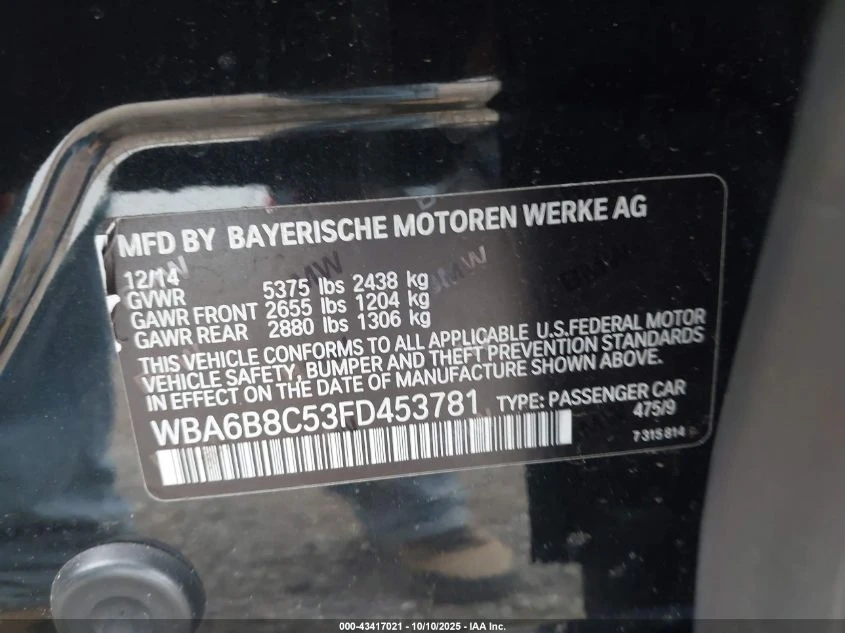 MFD BY BAYERISCHE MOTOREN WERKE AG
12/14
GVWR 5375 lbs 2438 kg
GAWR FRONT 2655 lbs 1204 kg
GAWR REAR 2880 lbs 1306 kg
THIS VEHICLE CONFORMS TO ALL APPLICABLE U.S.FEDERAL MOTOR
VEHICLE SAFETY, BUMPER AND THEFT PREVENTION STANDARDS
IN EFFECT ON THE DATE OF MANUFACTURE SHOWN ABOVE.
WBA6B8C53FD453781 TYPE: PASSENGER CAR
475/9
7 315 814
000-43417021 - 10/10/2025 - IAA Inc.